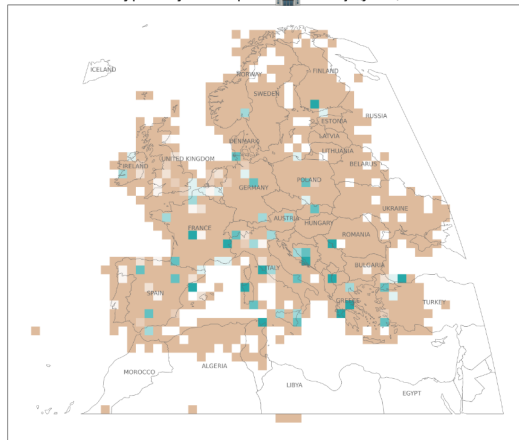 ICELAND
NORWAY
FINLAND
SWEDEN
RUSSIA
ESTONIA
LATVIA
DENMARK
LITHUANIA
UNITED KINGDOM
BELARUS
IRELAND
POLAND
GERMANY
UKRAINE
AUSTRIA
HUNGARY
FRANCE
ROMANIA
BULGARIA
ITALY
SPAIN
GREECE
TURKEY
ALGERIA
MOROCCO
LIBYA
EGYPT